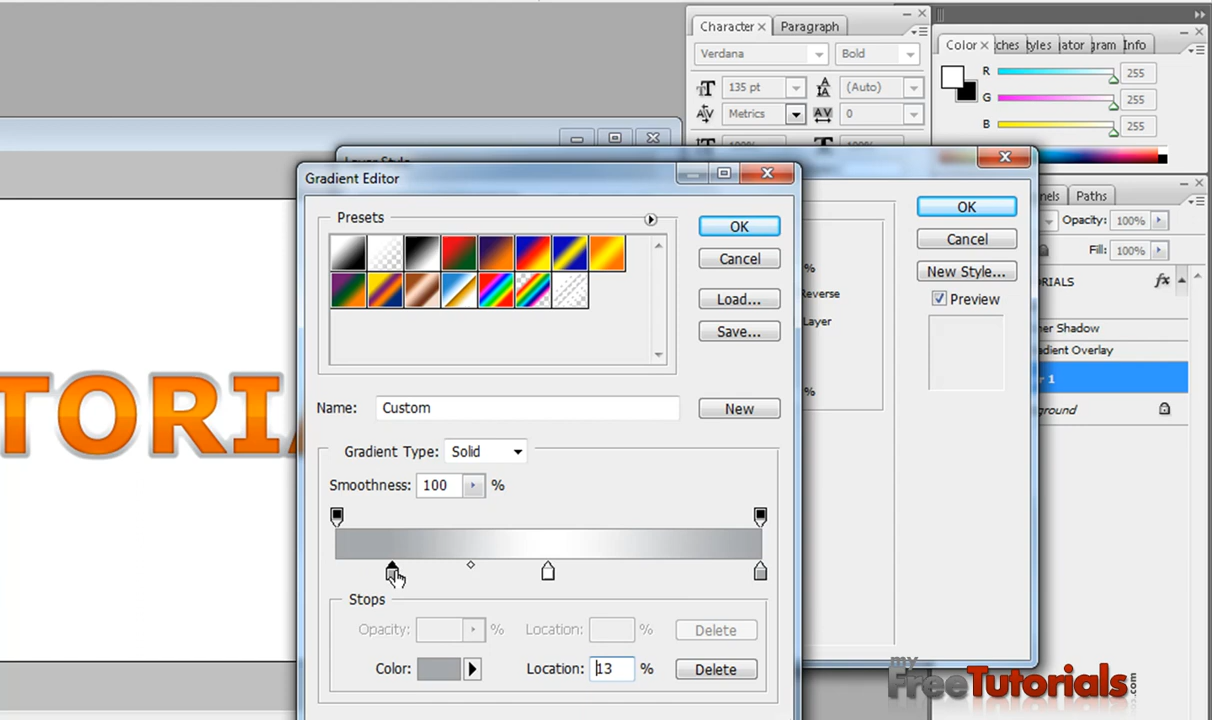 Character × Paragraph
Verdana Bold
135 pt (Auto)
Metrics 0
Color × ches tyles ator gram Info
R 255
G 255
B 255
nels Paths
Opacity: 100%
Fill: 100%
ORIALS fx
ner Shadow
adient Overlay
r 1
ground
Gradient Editor
Presets
OK
Cancel
Load...
Save...
Name: Custom
New
Gradient Type: Solid
Smoothness: 100 %
Stops
Opacity: % Location: % Delete
Color: Location: 13 % Delete
%
Reverse
Layer
%
OK
Cancel
New Style...
Preview
TORIA
my
FreeTutorials.com